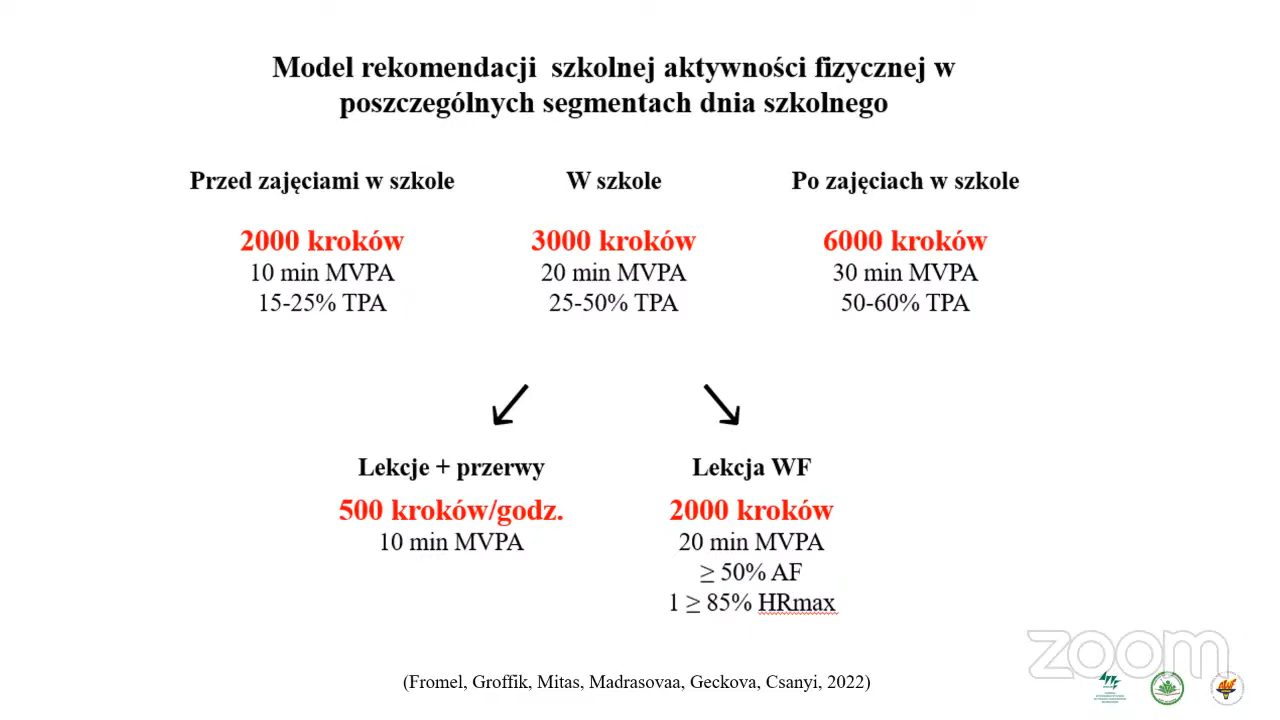 Model rekomendacji szkolnej aktywności fizycznej w
poszczególnych segmentach dnia szkolnego
Przed zajęciami w szkole
2000 kroków
10 min MVPA
15-25% TPA
W szkole
3000 kroków
20 min MVPA
25-50% TPA
Po zajęciach w szkole
6000 kroków
30 min MVPA
50-60% TPA
Lekcje + przerwy
500 kroków/godz.
10 min MVPA
Lekcja WF
2000 kroków
20 min MVPA
≥ 50% AF
1 ≥ 85% HRmax
(Fromel, Groffik, Mitas, Madrasovaa, Geckova, Csanyi, 2022)
zoom